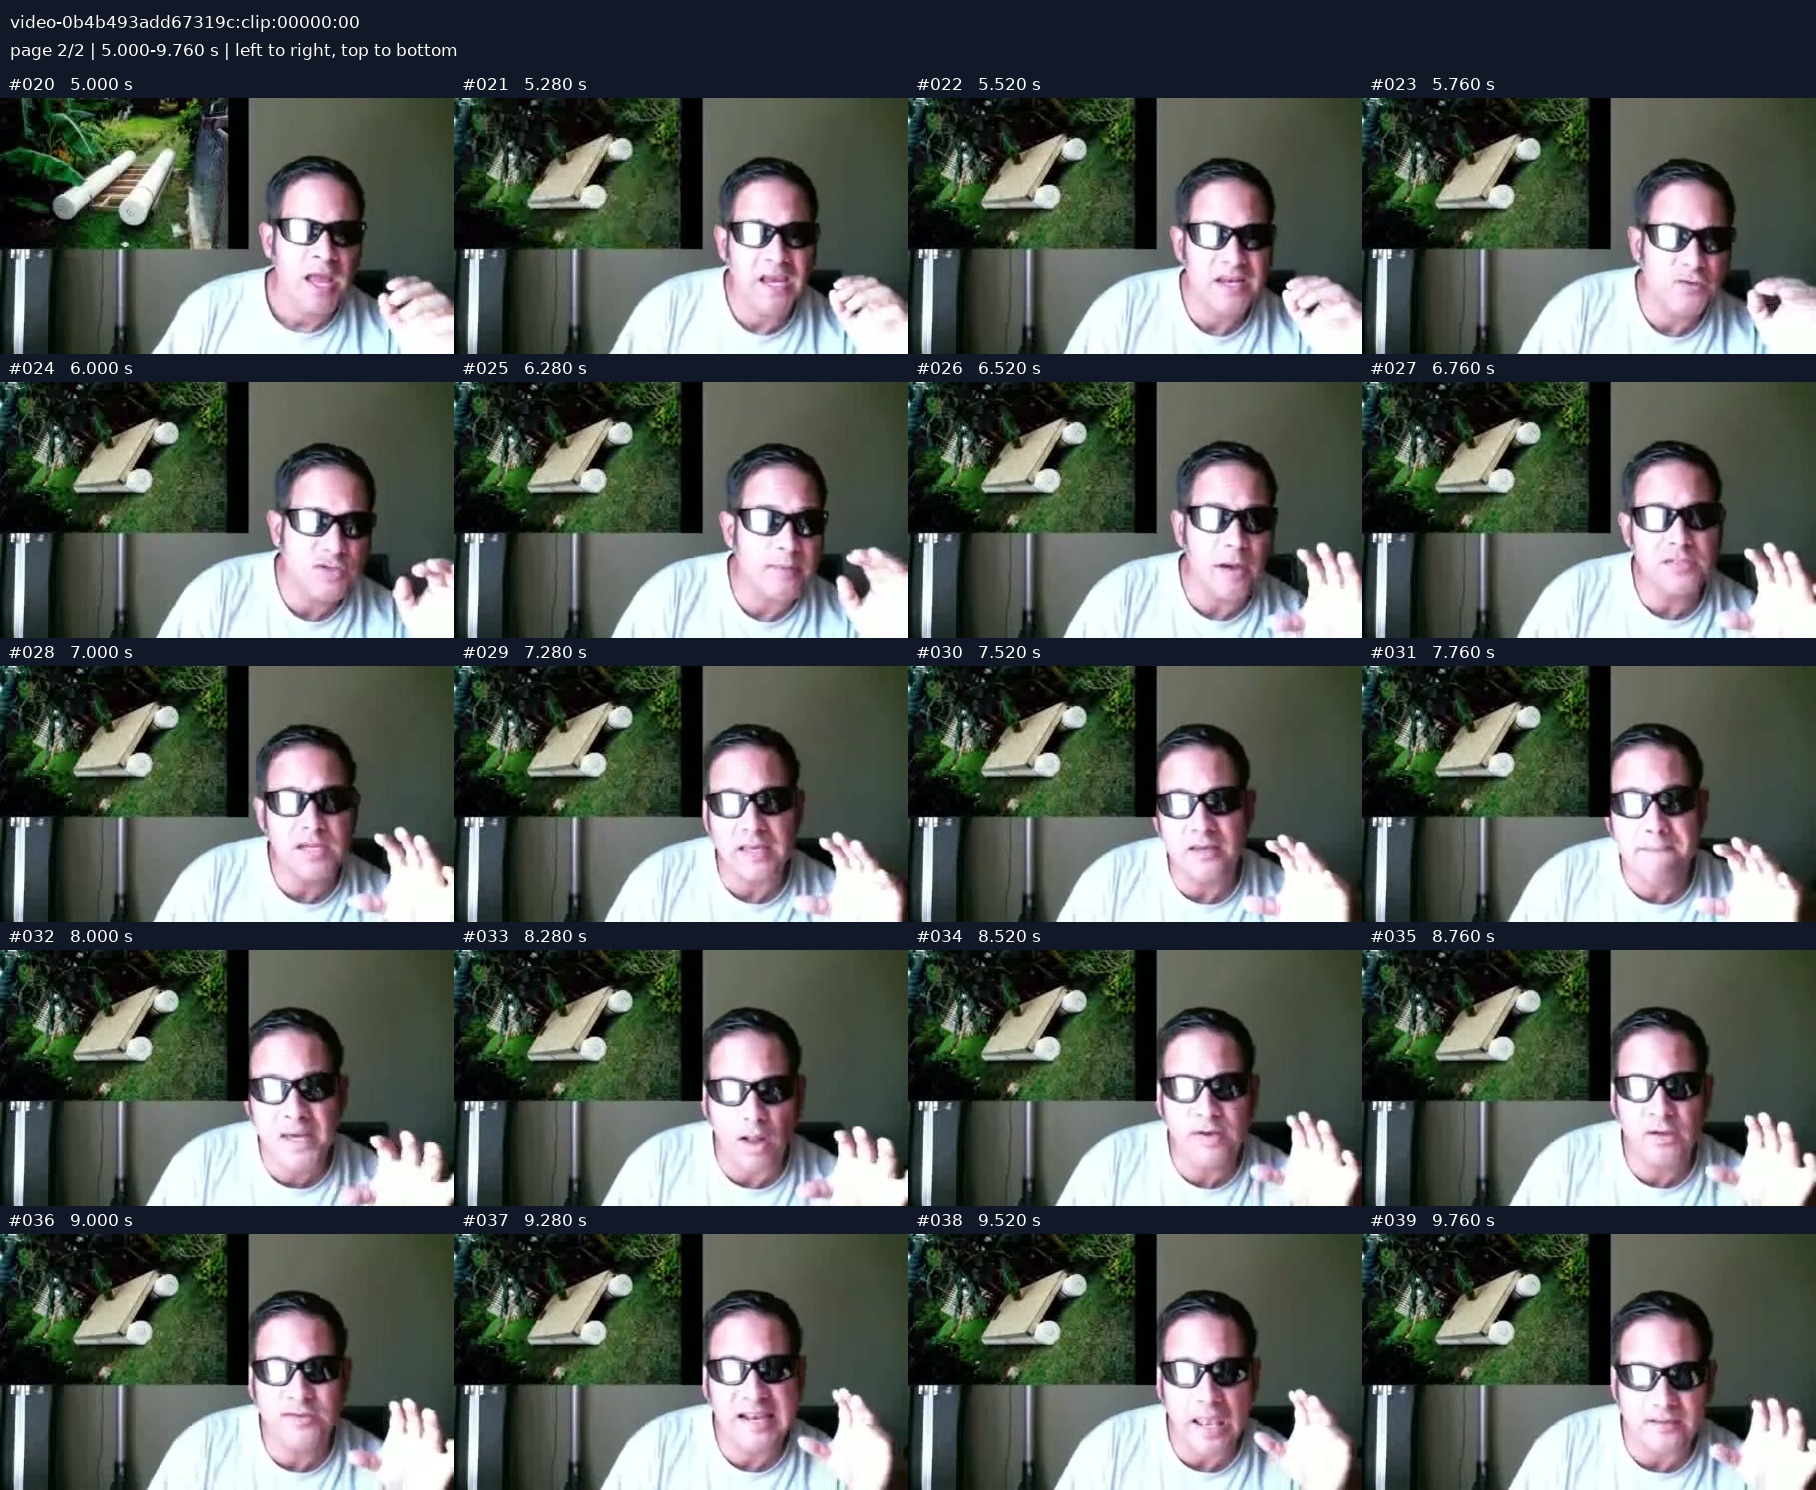 video-0b4b493add67319c:clip:00000:00
page 2/2 | 5.000-9.760 s | left to right, top to bottom
#020 5.000 s
#021 5.280 s
#022 5.520 s
#023 5.760 s
#024 6.000 s
#025 6.280 s
#026 6.520 s
#027 6.760 s
#028 7.000 s
#029 7.280 s
#030 7.520 s
#031 7.760 s
#032 8.000 s
#033 8.280 s
#034 8.520 s
#035 8.760 s
#036 9.000 s
#037 9.280 s
#038 9.520 s
#039 9.760 s